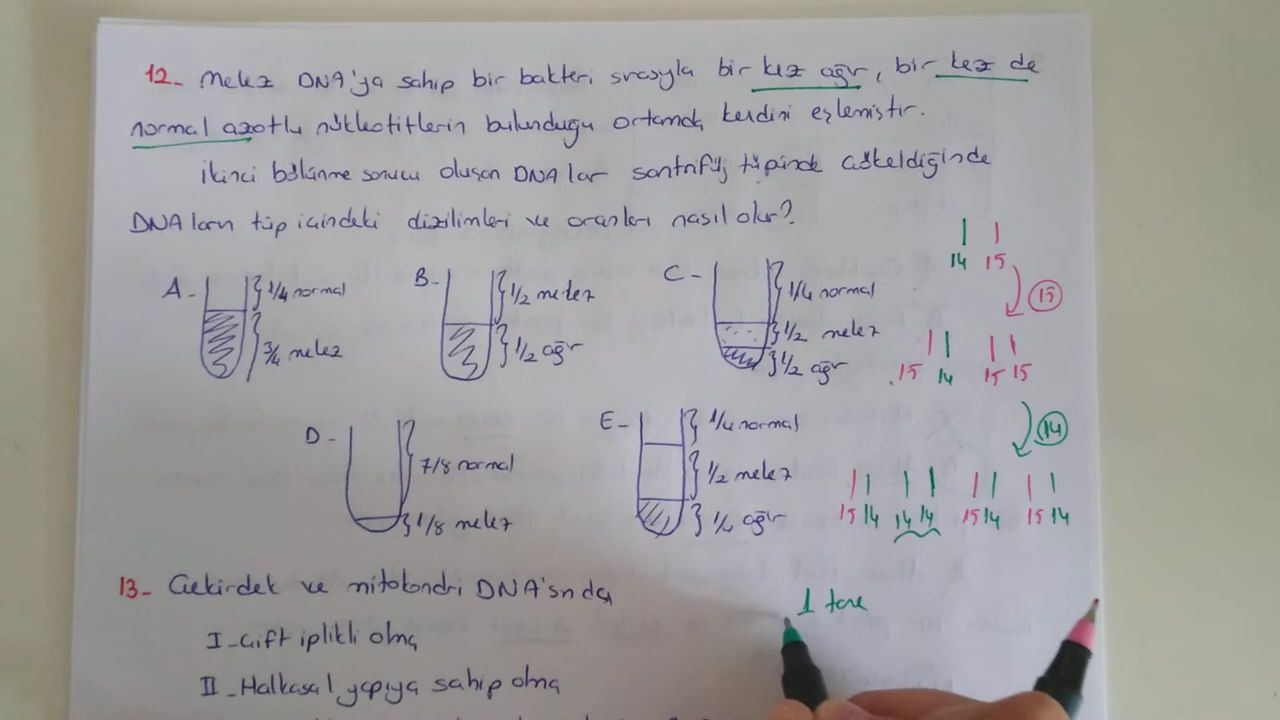 12- Melez DNA'ya sahip bir bakteri sırasıyla bir kez ağır, bir kez de
normal azotlu nükleotitlerin bulunduğu ortamda kendini eşlemiştir.
İkinci bölünme sonucu oluşan DNA lar santrifüj tüpünde çökeldiğinde
DNA ların tüp içindeki dizilimleri ve oranları nasıl olur?
A- 1/4 normal
3/4 melez
B- 1/2 melez
1/2 ağır
C- 1/4 normal
1/2 melez
1/2 ağır
D- 7/8 normal
1/8 melez
E- 1/4 normal
1/2 melez
1/4 ağır
14 15
15
15 14 15 15
14
15 14 14 14 15 14 15 14
1 tane
13- Çekirdek ve mitokondri DNA'sında
I- Çift iplikli olma
II- Halkasal yapıya sahip olma